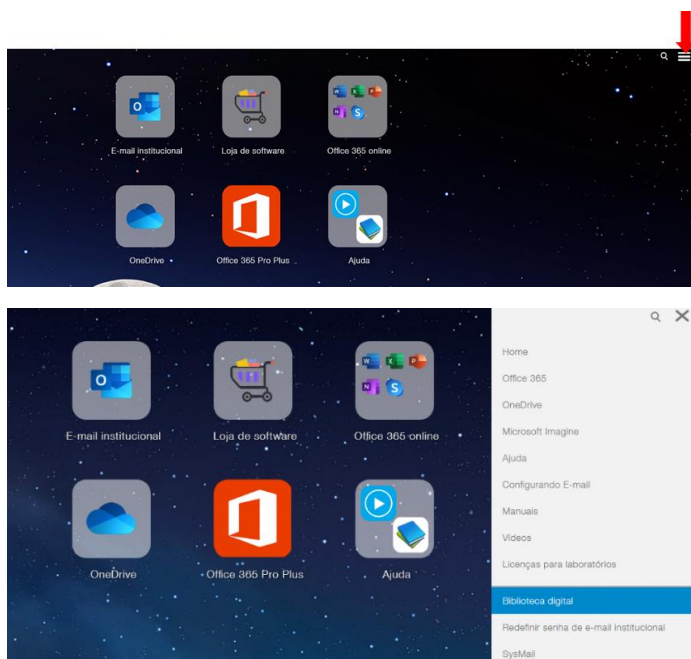 E-mail institucional
Loja de software
Office 365 online
OneDrive
Office 365 Pro Plus
Ajuda
E-mail institucional
Loja de software
Office 365 online
OneDrive
Office 365 Pro Plus
Ajuda
Home
Office 365
OneDrive
Microsoft Imagine
Ajuda
Configurando E-mail
Manuais
Vídeos
Licenças para laboratórios
Biblioteca digital
Redefinir senha de e-mail institucional
SysMail